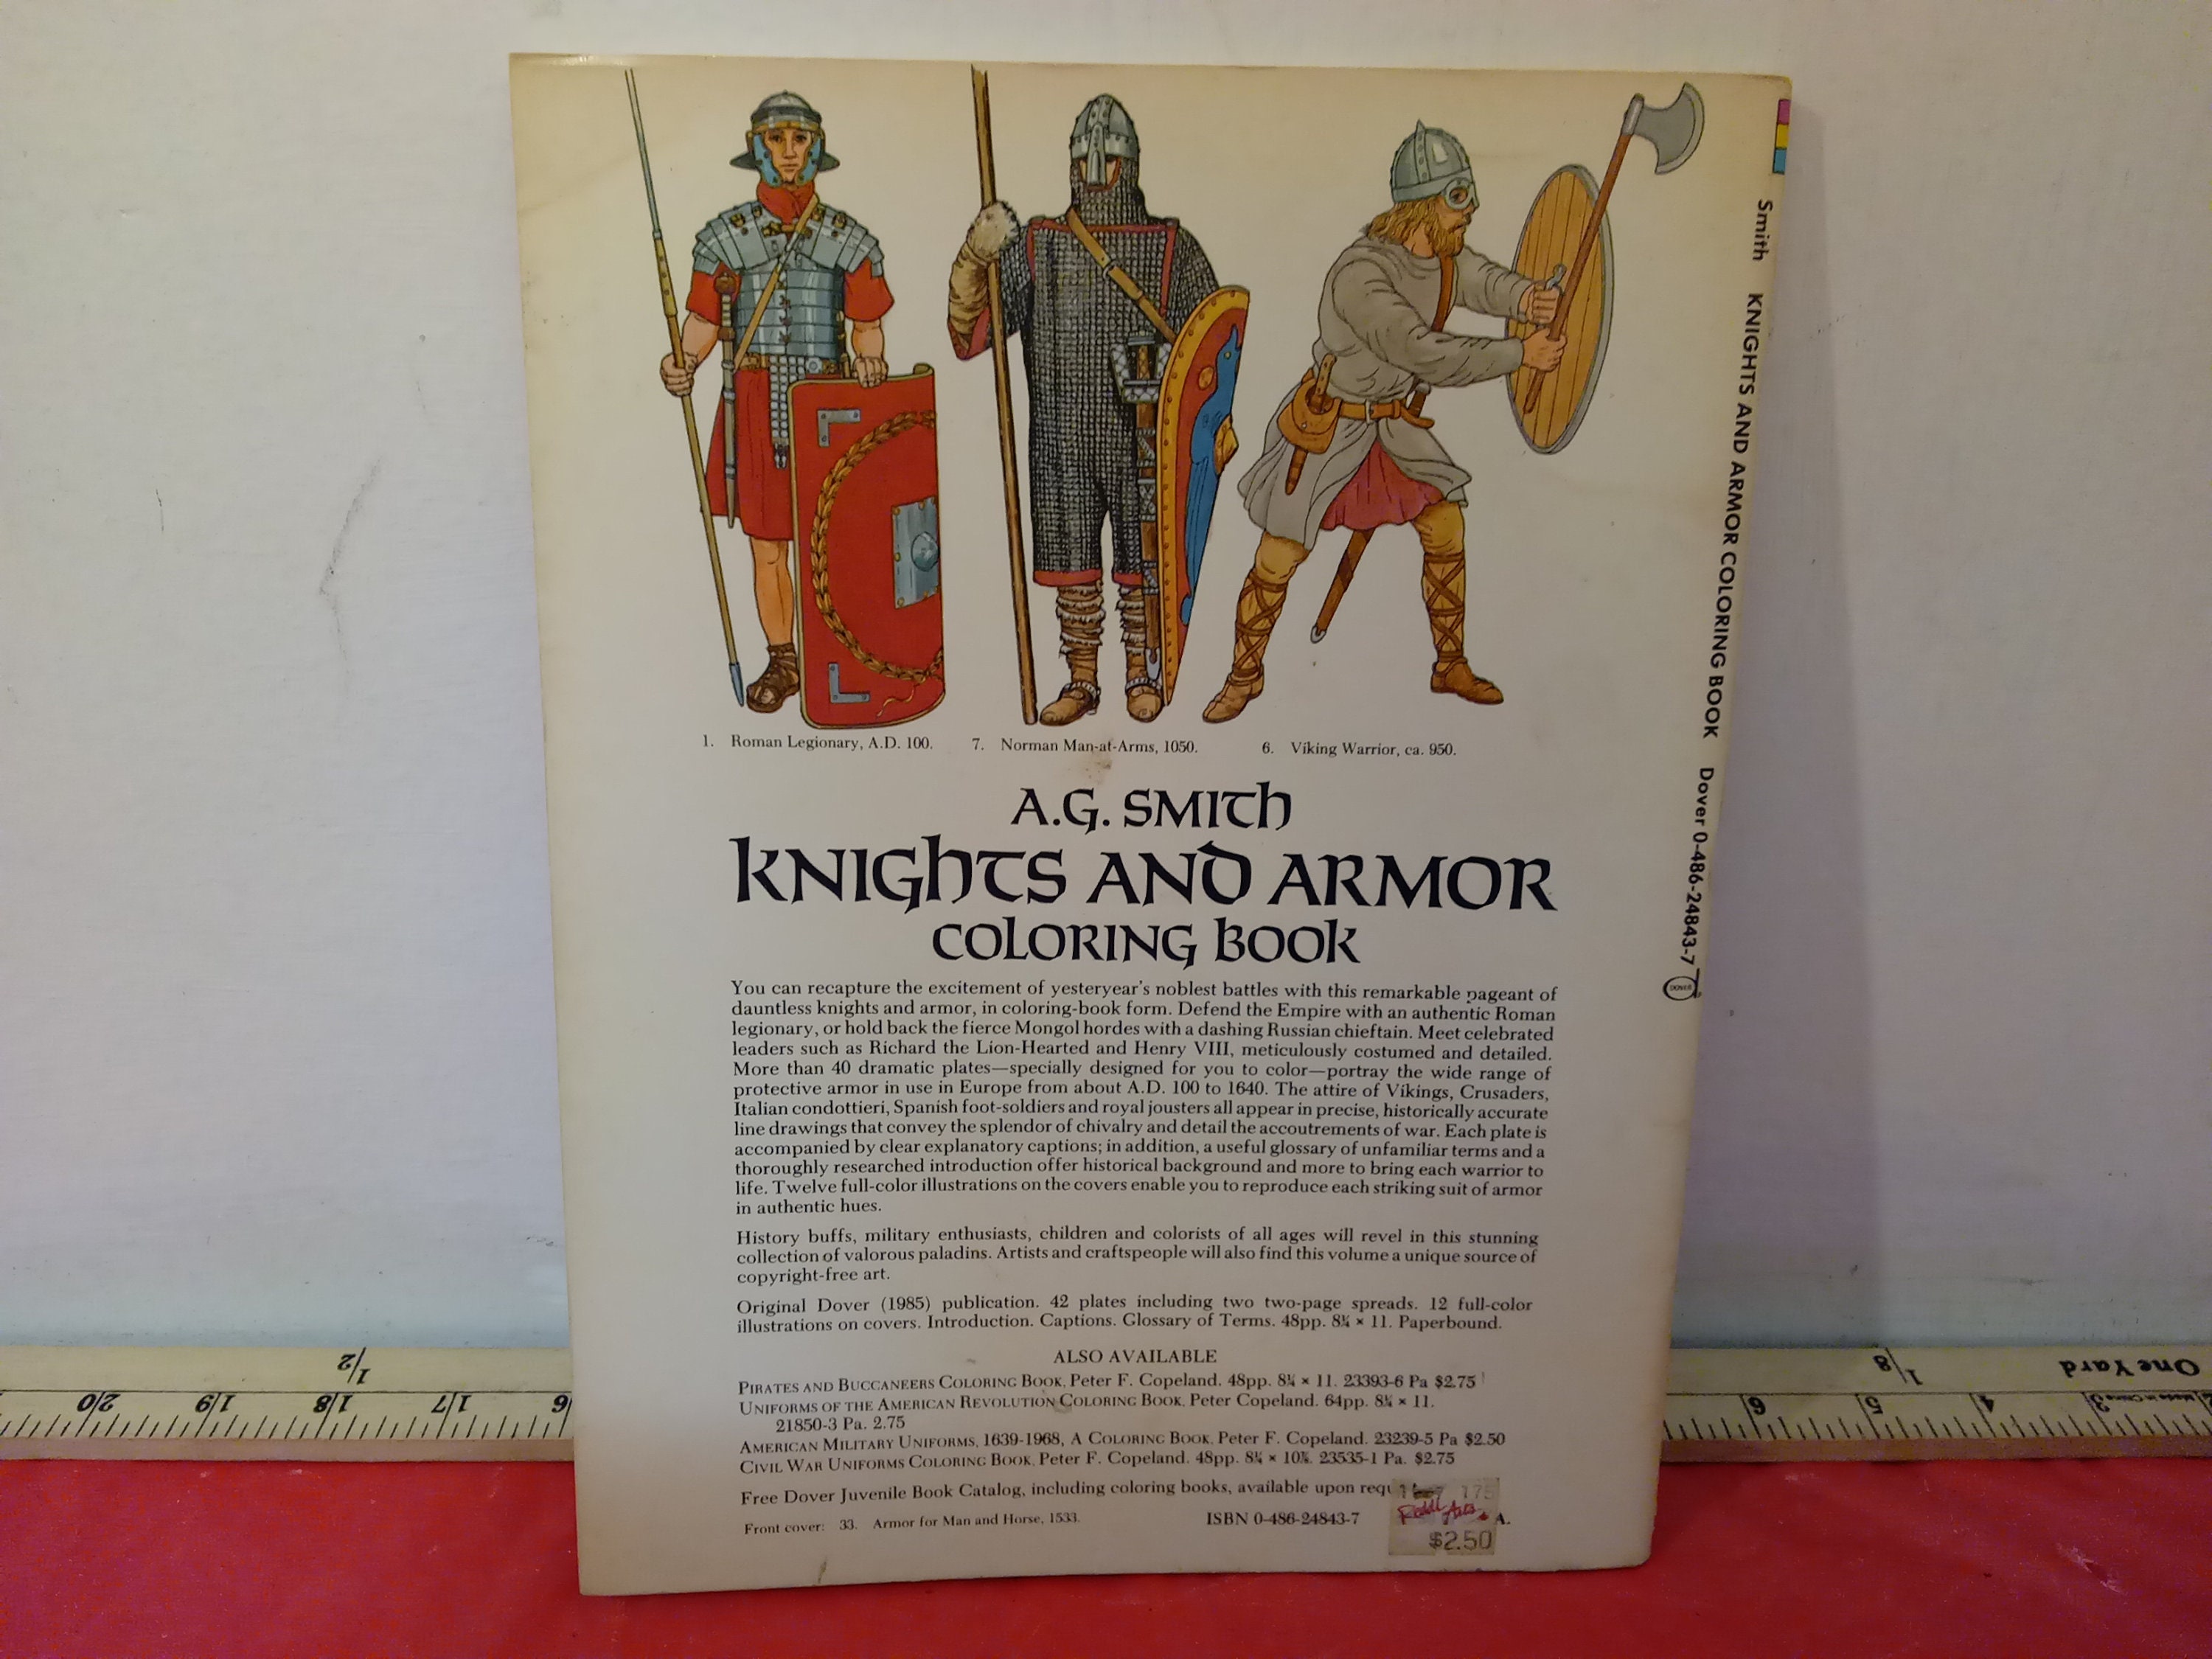 1. Roman Legionary, A.D. 100.
7. Norman Man-at-Arms, 1050.
6. Viking Warrior, ca. 950.
A.G. SMITH
KNIGHTS AND ARMOR
COLORING BOOK
You can recapture the excitement of yesteryear's noblest battles with this remarkable pageant of
dauntless knights and armor, in coloring-book form. Defend the Empire with an authentic Roman
legionary, or hold back the fierce Mongol hordes with a dashing Russian chieftain. Meet celebrated
leaders such as Richard the Lion-Hearted and Henry VIII, meticulously costumed and detailed.
More than 40 dramatic plates—specially designed for you to color—portray the wide range of
protective armor in use in Europe from about A.D. 100 to 1640. The attire of Vikings, Crusaders,
Italian condottieri, Spanish foot-soldiers and royal jousters all appear in precise, historically accurate
line drawings that convey the splendor of chivalry and detail the accoutrements of war. Each plate is
accompanied by clear explanatory captions; in addition, a useful glossary of unfamiliar terms and a
thoroughly researched introduction offer historical background and more to bring each warrior to
life. Twelve full-color illustrations on the covers enable you to reproduce each striking suit of armor
in authentic hues.
History buffs, military enthusiasts, children and colorists of all ages will revel in this stunning
collection of valorous paladins. Artists and craftspeople will also find this volume a unique source of
copyright-free art.
Original Dover (1985) publication. 42 plates including two two-page spreads. 12 full-color
illustrations on covers. Introduction. Captions. Glossary of Terms. 48pp. 8¼ × 11. Paperbound.
ALSO AVAILABLE
PIRATES AND BUCCANEERS COLORING BOOK, Peter F. Copeland. 48pp. 8¼ × 11. 23393-6 Pa $2.75
UNIFORMS OF THE AMERICAN REVOLUTION COLORING BOOK, Peter Copeland. 64pp. 8¼ × 11.
21850-3 Pa. 2.75
AMERICAN MILITARY UNIFORMS, 1639-1968, A COLORING BOOK, Peter F. Copeland. 23239-5 Pa $2.50
CIVIL WAR UNIFORMS COLORING BOOK, Peter F. Copeland. 48pp. 8¼ × 10⅞. 23535-1 Pa. $2.75
Free Dover Juvenile Book Catalog, including coloring books, available upon requ
Front cover: 33. Armor for Man and Horse, 1533.
ISBN 0-486-24843-7
A.
175
$2.50
Smith KNIGHTS AND ARMOR COLORING BOOK Dover 0-486-24843-7
DOVER
1/2
20 19 18 17 16
1/8 One Yard
6 5 4 3 Made in China